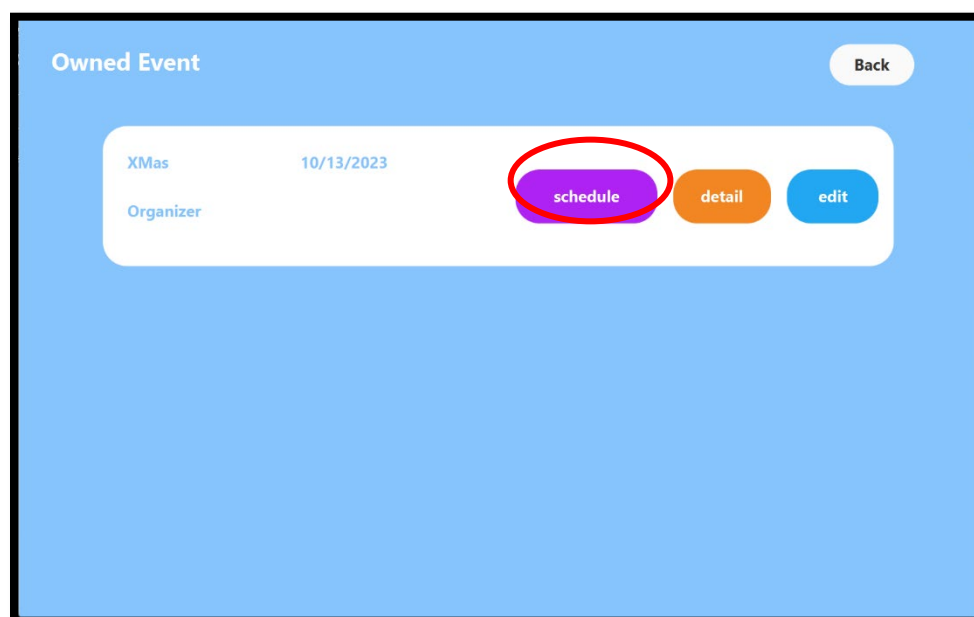 Owned Event
Back
XMas 10/13/2023
schedule detail edit
Organizer